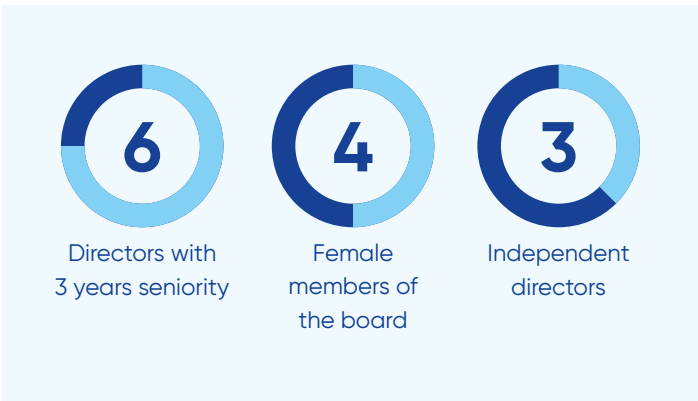 6
Directors with
3 years seniority
4
Female
members of
the board
3
Independent
directors